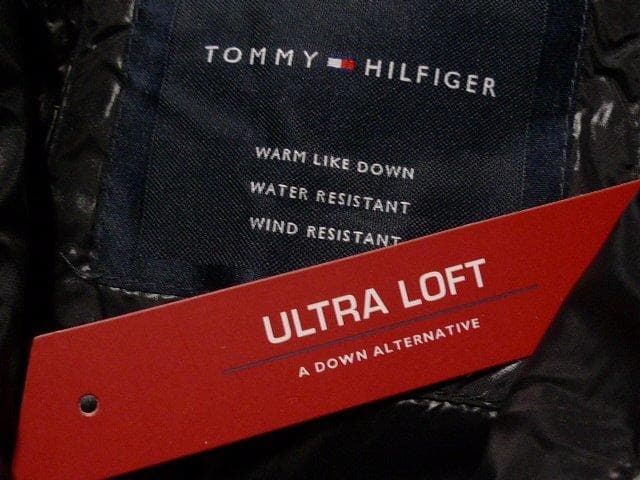 TOMMY HILFIGER
WARM LIKE DOWN
WATER RESISTANT
WIND RESISTANT
ULTRA LOFT
A DOWN ALTERNATIVE